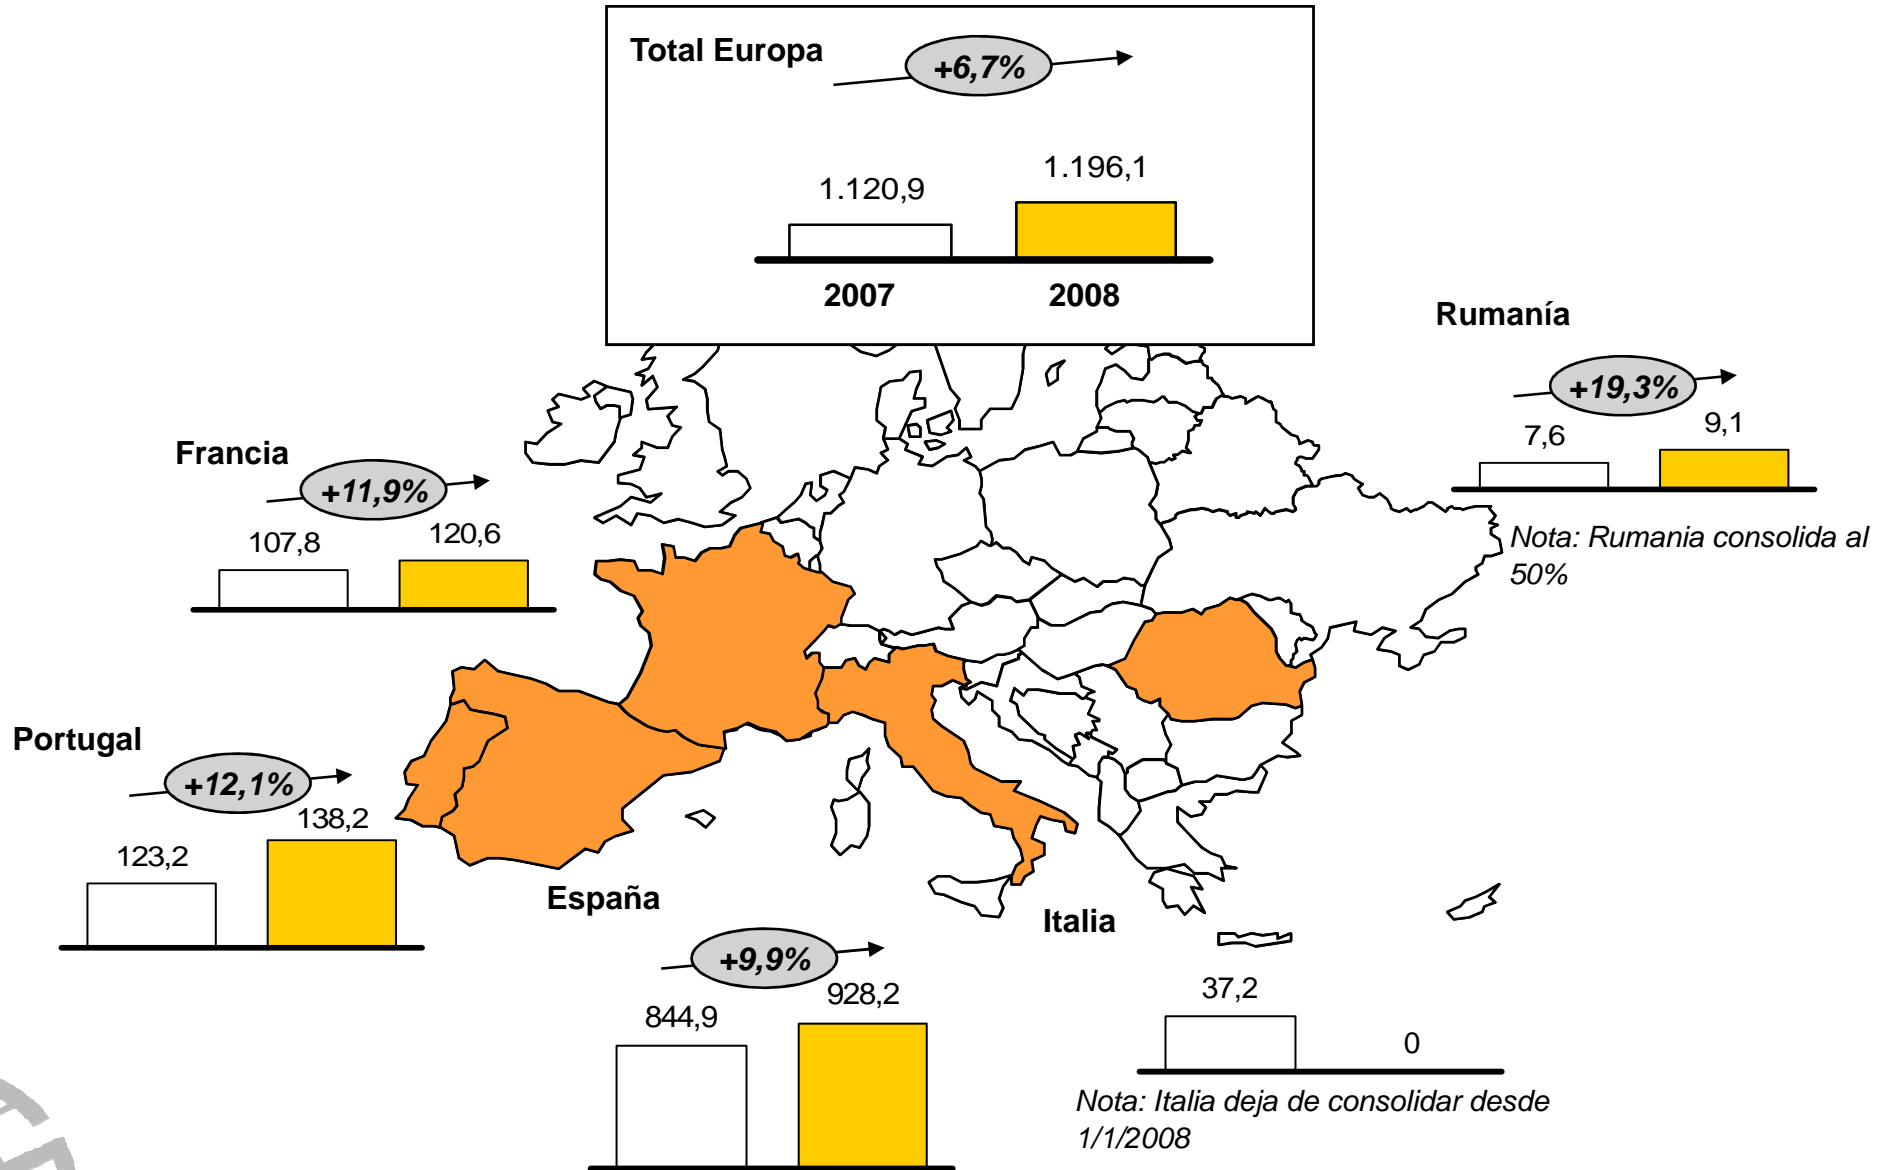 Total Europa
+6,7%
1.120,9
1.196,1
2007
2008
Rumanía
+19,3%
7,6
9,1
Nota: Rumania consolida al
50%
Francia
+11,9%
107,8
120,6
Portugal
+12,1%
123,2
138,2
España
+9,9%
844,9
928,2
Italia
37,2
0
Nota: Italia deja de consolidar desde
1/1/2008